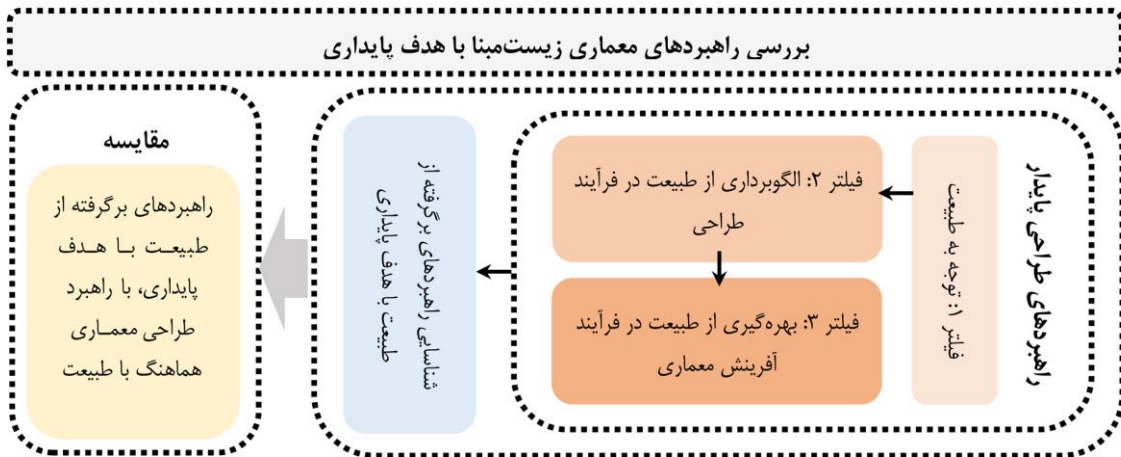 بررسی راهبردهای معماری زیست‌مبنا با هدف پایداری
راهبردهای طراحی پایدار
فیلتر ۱: توجه به طبیعت
فیلتر ۲: الگوبرداری از طبیعت در فرآیند
طراحی
فیلتر ۳: بهره‌گیری از طبیعت در فرآیند
آفرینش معماری
شناسایی راهبردهای برگرفته از
طبیعت با هدف پایداری
مقایسه
راهبردهای برگرفته از
طبیعت با هدف
پایداری، با راهبرد
طراحی معماری
هماهنگ با طبیعت